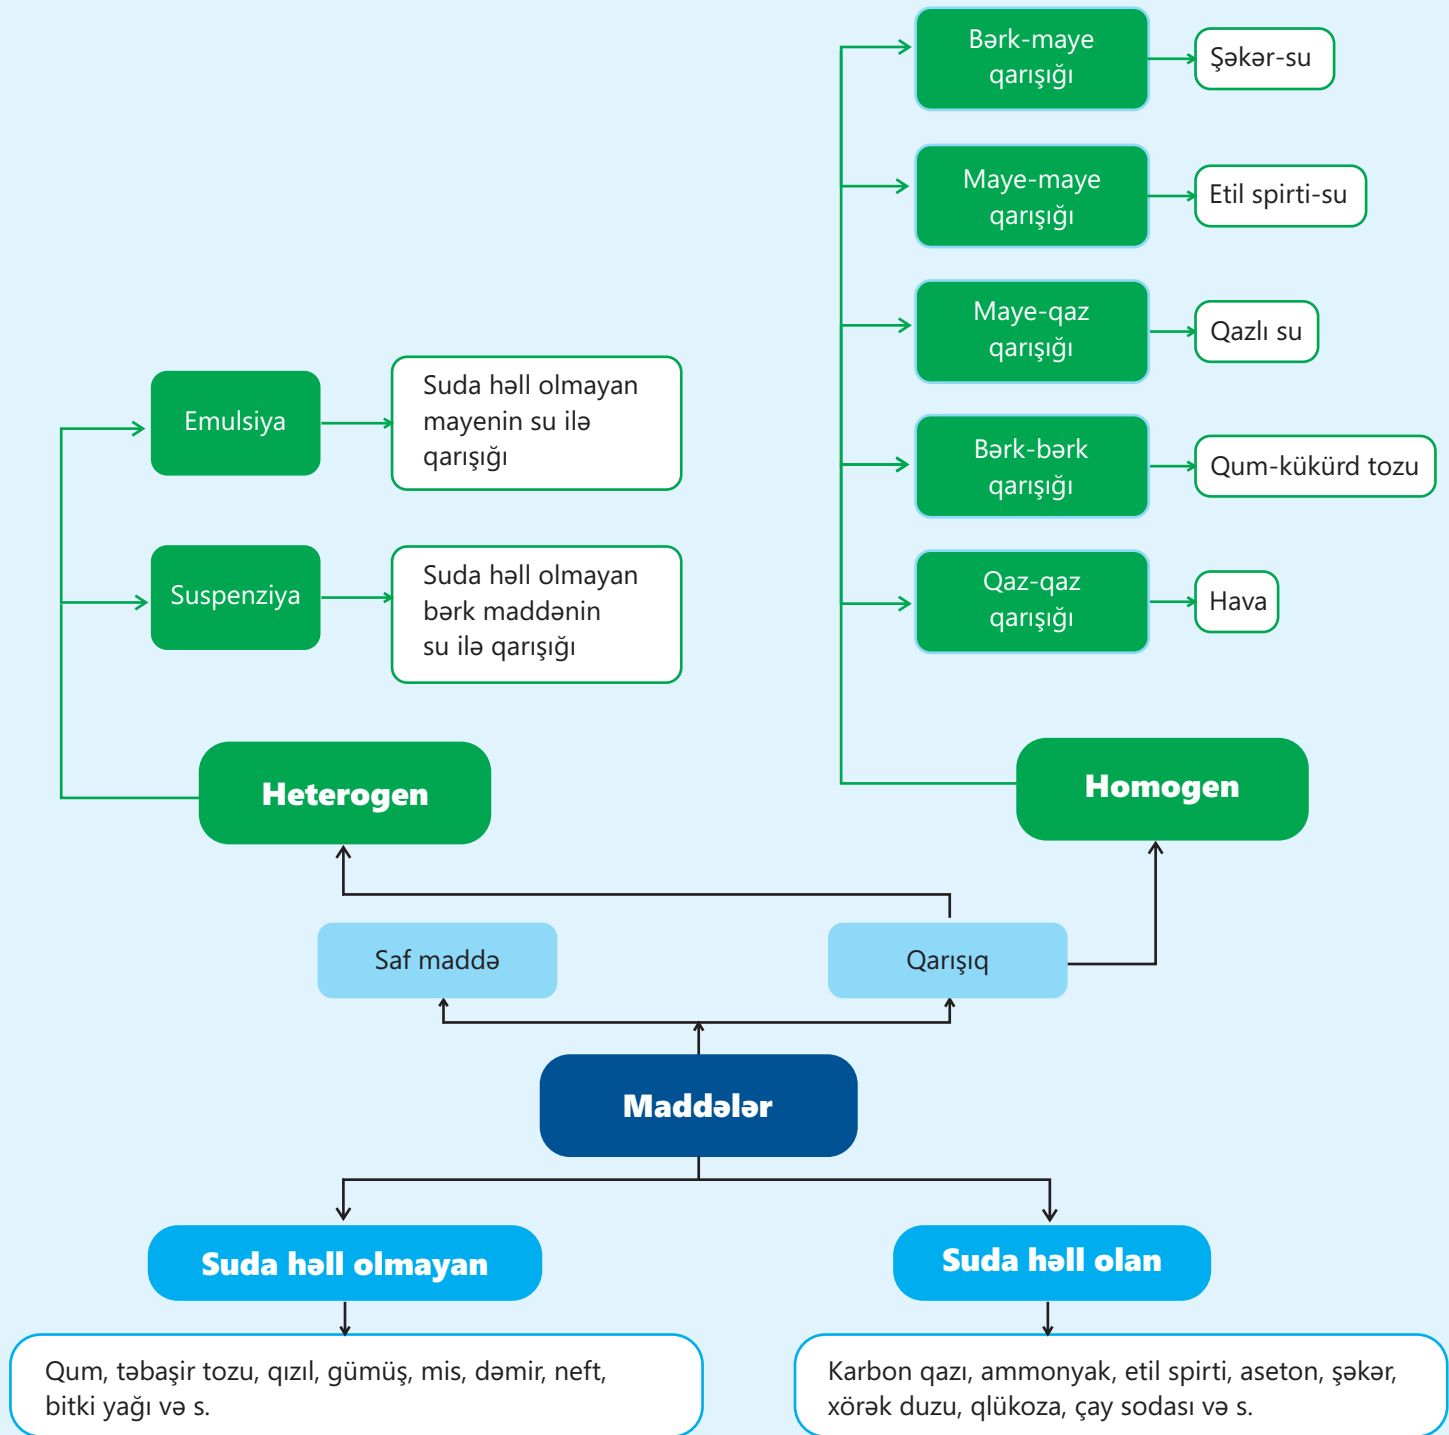 Bərk-maye
qarışığı
Şəkər-su
Maye-maye
qarışığı
Etil spirti-su
Maye-qaz
qarışığı
Qazlı su
Emulsiya
Suda həll olmayan
mayenin su ilə
qarışığı
Bərk-bərk
qarışığı
Qum-kükürd tozu
Suspenziya
Suda həll olmayan
bərk maddənin
su ilə qarışığı
Qaz-qaz
qarışığı
Hava
Heterogen
Homogen
Saf maddə
Qarışıq
Maddələr
Suda həll olmayan
Suda həll olan
Qum, təbaşir tozu, qızıl, gümüş, mis, dəmir, neft,
bitki yağı və s.
Karbon qazı, ammonyak, etil spirti, aseton, şəkər,
xörək duzu, qlükoza, çay sodası və s.